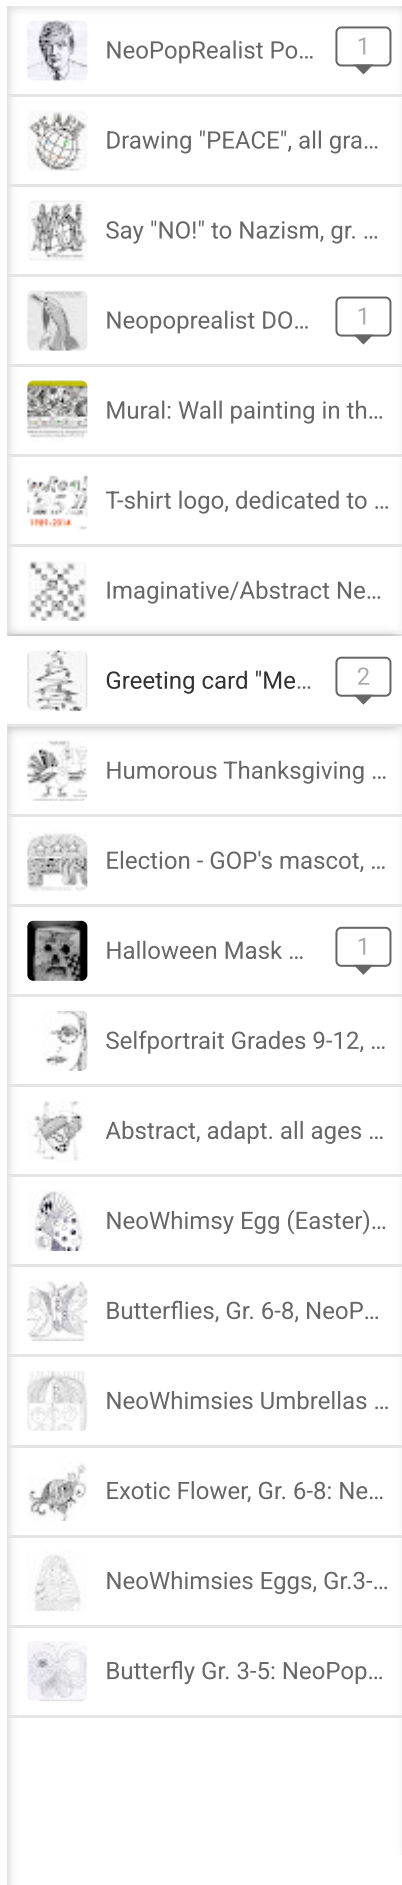 NeoPopRealist Po...
1
Drawing "PEACE", all gra...
Say "NO!" to Nazism, gr. ...
Neopoprealist DO...
1
Mural: Wall painting in th...
T-shirt logo, dedicated to ...
1989-2014
Imaginative/Abstract Ne...
Greeting card "Me...
2
Humorous Thanksgiving ...
Election - GOP's mascot, ...
Halloween Mask ...
1
Selfportrait Grades 9-12, ...
Abstract, adapt. all ages ...
NeoWhimsy Egg (Easter)...
Butterflies, Gr. 6-8, NeoP...
NeoWhimsies Umbrellas ...
Exotic Flower, Gr. 6-8: Ne...
NeoWhimsies Eggs, Gr.3-...
Butterfly Gr. 3-5: NeoPop...